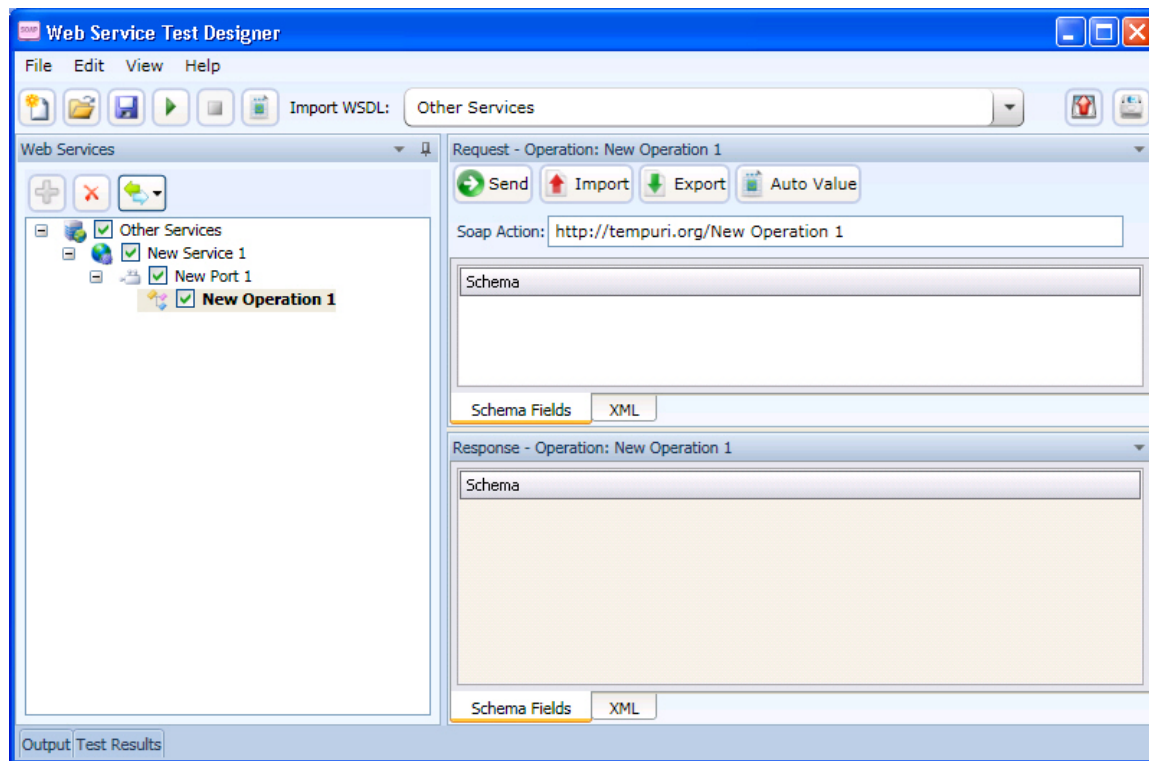 SOAP Web Service Test Designer
File Edit View Help
Import WSDL: Other Services
Web Services
Other Services
New Service 1
New Port 1
New Operation 1
Request - Operation: New Operation 1
Send Import Export Auto Value
Soap Action: http://tempuri.org/New Operation 1
Schema
Schema Fields XML
Response - Operation: New Operation 1
Schema
Schema Fields XML
Output Test Results